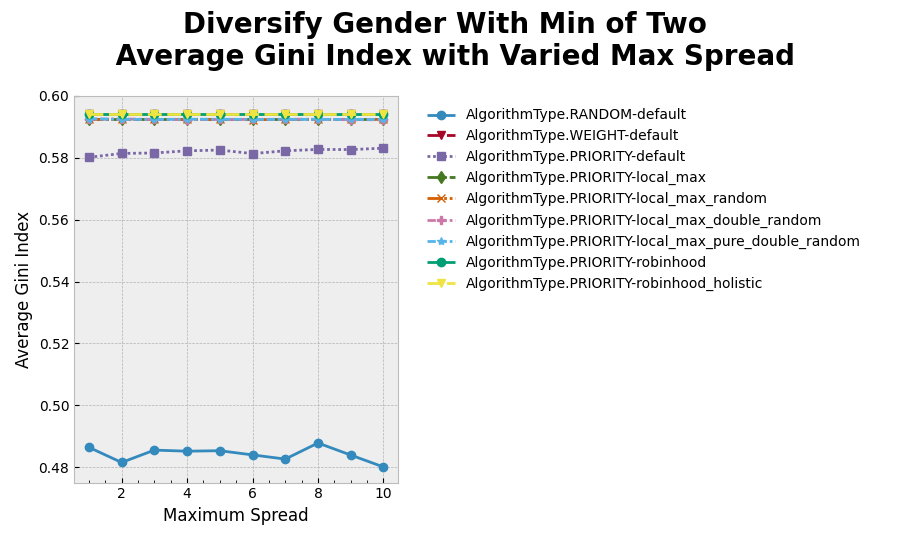 Diversify Gender With Min of Two
Average Gini Index with Varied Max Spread
0.60
0.58
0.56
0.54
0.52
0.50
0.48
Average Gini Index
2 4 6 8 10
Maximum Spread
AlgorithmType.RANDOM-default
AlgorithmType.WEIGHT-default
AlgorithmType.PRIORITY-default
AlgorithmType.PRIORITY-local_max
AlgorithmType.PRIORITY-local_max_random
AlgorithmType.PRIORITY-local_max_double_random
AlgorithmType.PRIORITY-local_max_pure_double_random
AlgorithmType.PRIORITY-robinhood
AlgorithmType.PRIORITY-robinhood_holistic